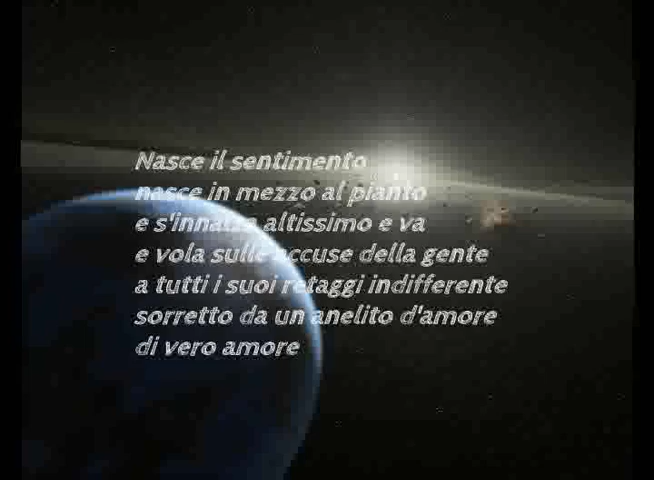 Nasce il sentimento
nasce in mezzo al pianto
e s'innalza altissimo e va
e vola sulle accuse della gente
a tutti i suoi retaggi indifferente
sorretto da un anelito d'amore
di vero amore